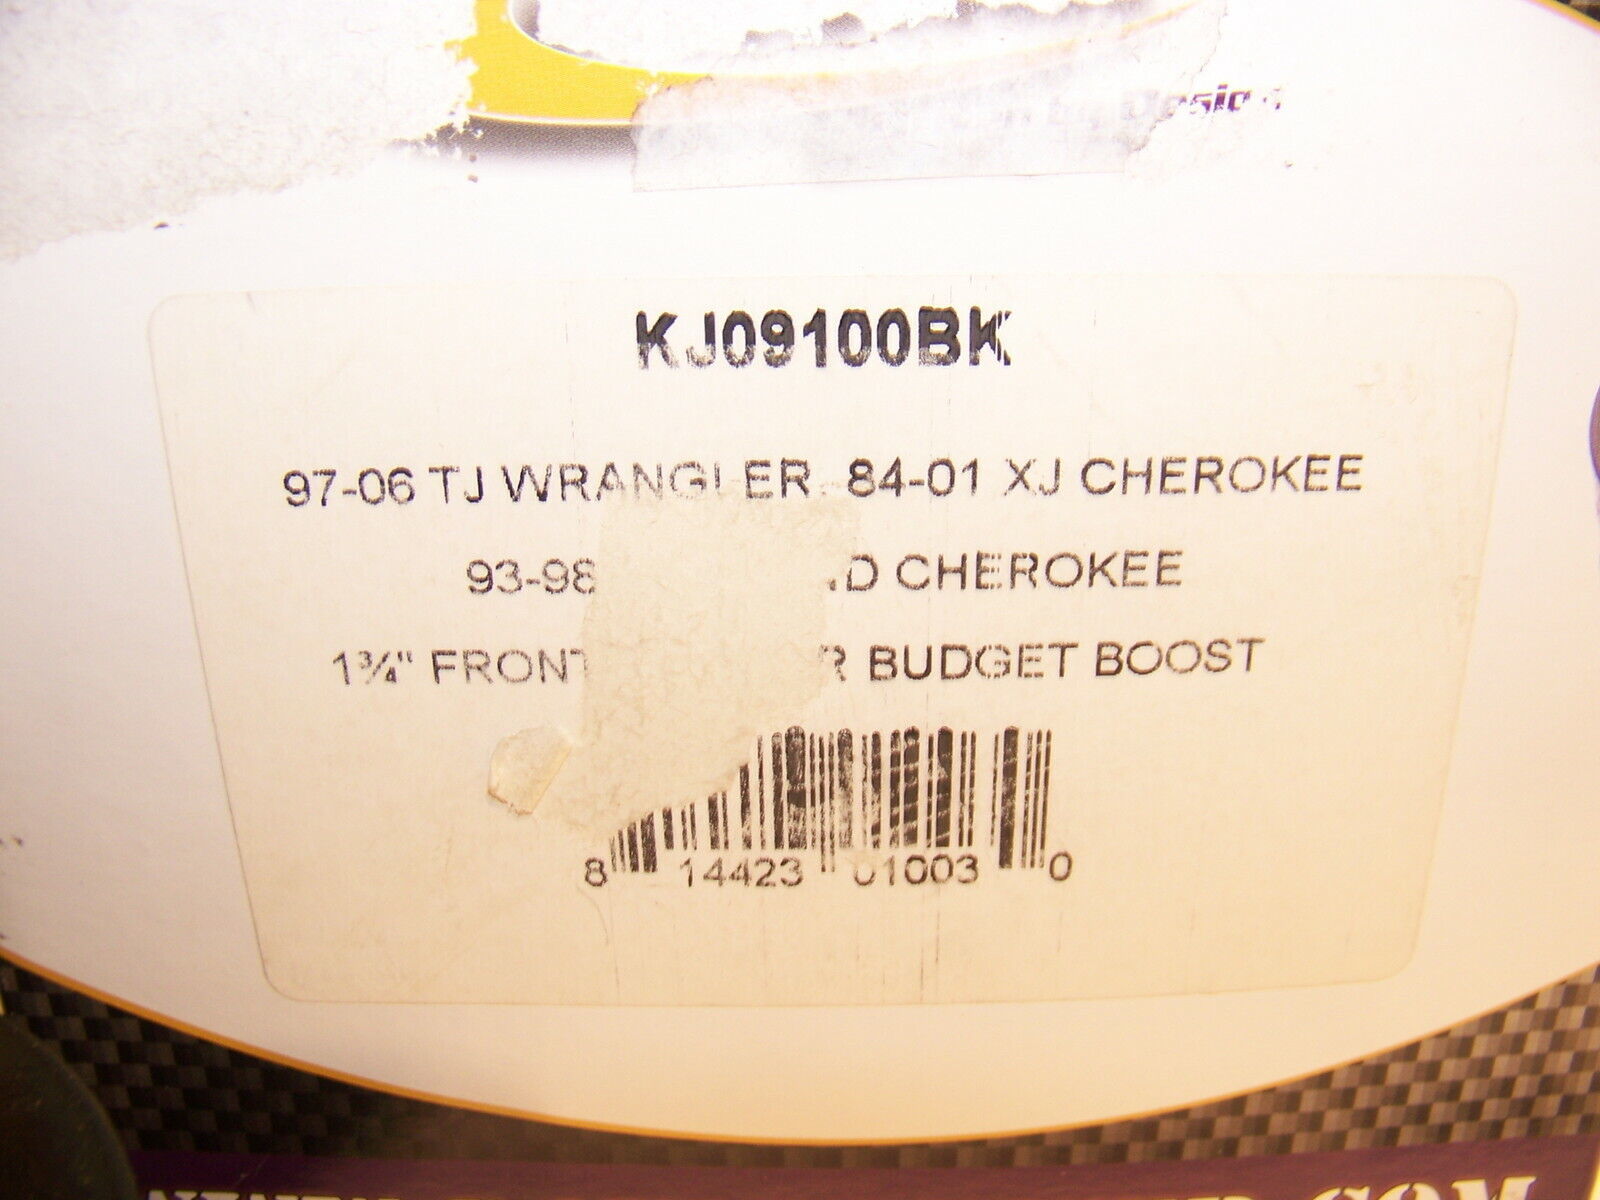 KJ09100BK
97-06 TJ WRANGLER, 84-01 XJ CHEROKEE
93-98 CHEROKEE
1¾" FRONT BUDGET BOOST
8 14423 01003 0